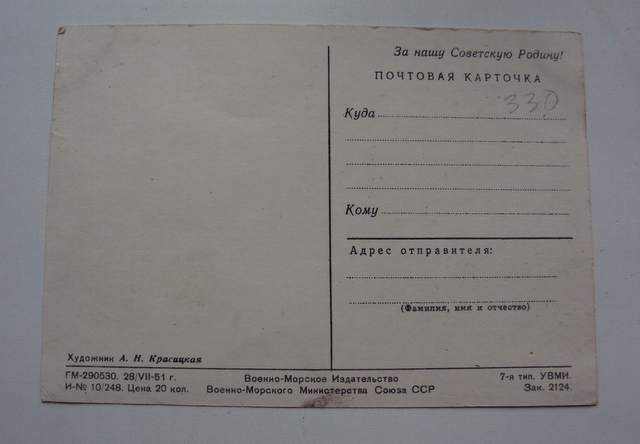 За нашу Советскую Родину!
ПОЧТОВАЯ КАРТОЧКА
330
Куда
Кому
Адрес отправителя:
(Фамилия, имя и отчество)
Художник А. Н. Красицкая
ГМ-290530. 28/VII-51 г. Военно-Морское Издательство 7-я тип. УВМИ.
И-№ 10/248. Цена 20 коп. Военно-Морского Министерства Союза ССР Зак. 2124.